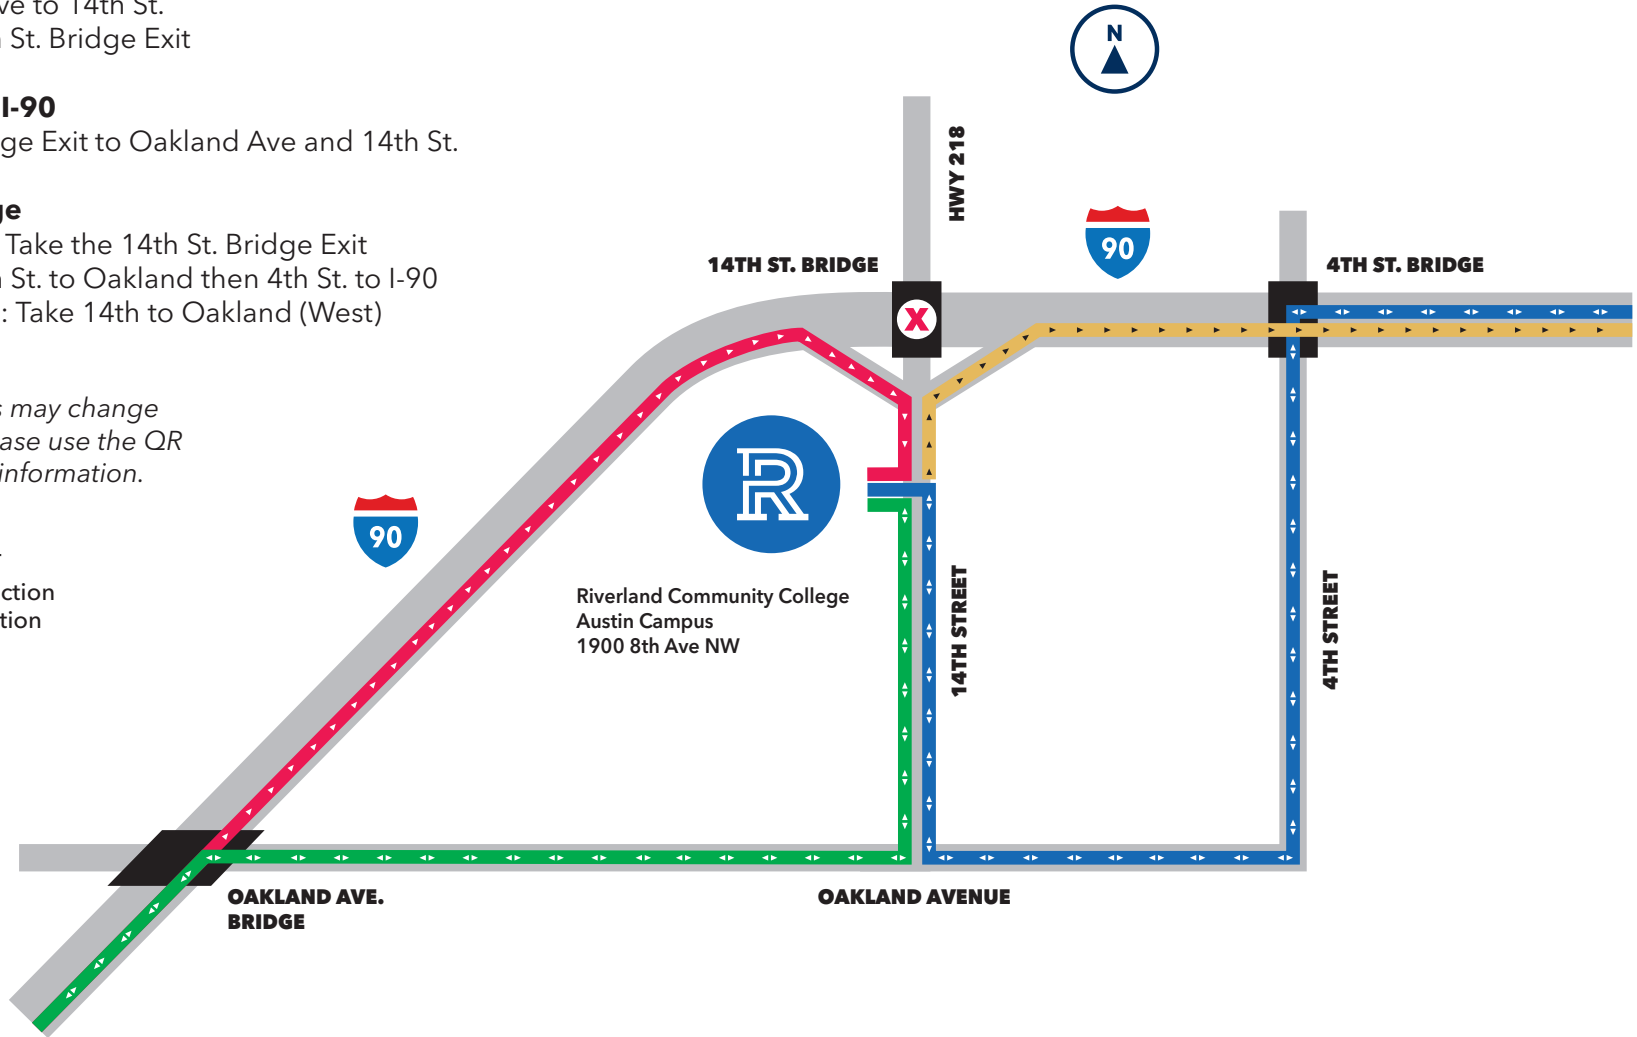 ve to 14th St.
St. Bridge Exit
I-90
ge Exit to Oakland Ave and 14th St.
ge
Take the 14th St. Bridge Exit
St. to Oakland then 4th St. to I-90
: Take 14th to Oakland (West)
s may change
ase use the QR
information.
ction
tion
N
HWY 218
90
14TH ST. BRIDGE
4TH ST. BRIDGE
X
R
90
Riverland Community College
Austin Campus
1900 8th Ave NW
14TH STREET
4TH STREET
OAKLAND AVE.
BRIDGE
OAKLAND AVENUE